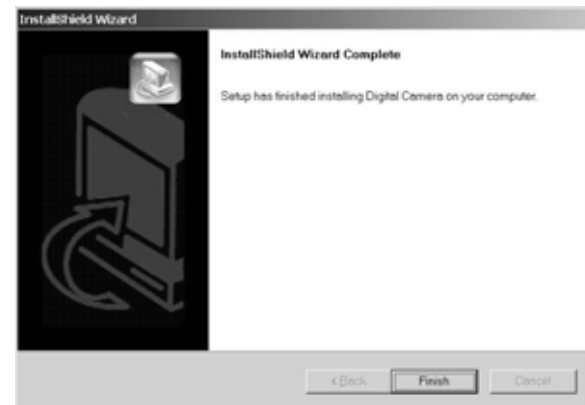 InstallShield Wizard
InstallShield Wizard Complete
Setup has finished installing Digital Camera on your computer.
< Back
Finish
Cancel